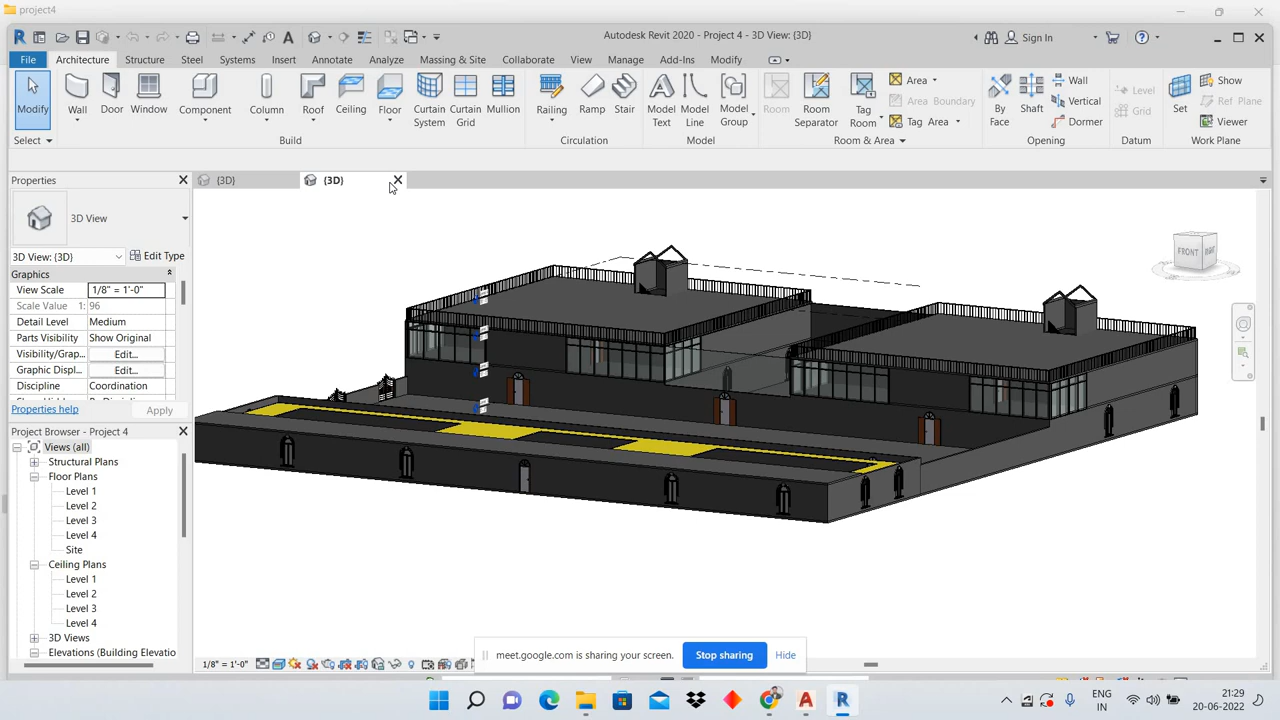 project4
Autodesk Revit 2020 - Project 4 - 3D View: {3D}
Sign In
File
Architecture
Structure
Steel
Systems
Insert
Annotate
Analyze
Massing & Site
Collaborate
View
Manage
Add-Ins
Modify
Modify
Wall
Door
Window
Component
Column
Roof
Ceiling
Floor
Curtain
System
Curtain
Grid
Mullion
Railing
Ramp
Stair
Model
Text
Model
Line
Model
Group
Room
Room
Separator
Tag
Room
Area
Area Boundary
Tag Area
By
Face
Shaft
Wall
Vertical
Dormer
Level
Grid
Set
Show
Ref Plane
Viewer
Select
Build
Circulation
Model
Room & Area
Opening
Datum
Work Plane
Properties
{3D}
{3D}
3D View
3D View: {3D}
Edit Type
Graphics
View Scale
1/8" = 1'-0"
Scale Value 1:
96
Detail Level
Medium
Parts Visibility
Show Original
Visibility/Grap...
Edit...
Graphic Displ...
Edit...
Discipline
Coordination
Properties help
Apply
Project Browser - Project 4
Views (all)
Structural Plans
Floor Plans
Level 1
Level 2
Level 3
Level 4
Site
Ceiling Plans
Level 1
Level 2
Level 3
Level 4
3D Views
Elevations (Building Elevatio
FRONT
1/8" = 1'-0"
meet.google.com is sharing your screen.
Stop sharing
Hide
ENG
IN
21:29
20-06-2022